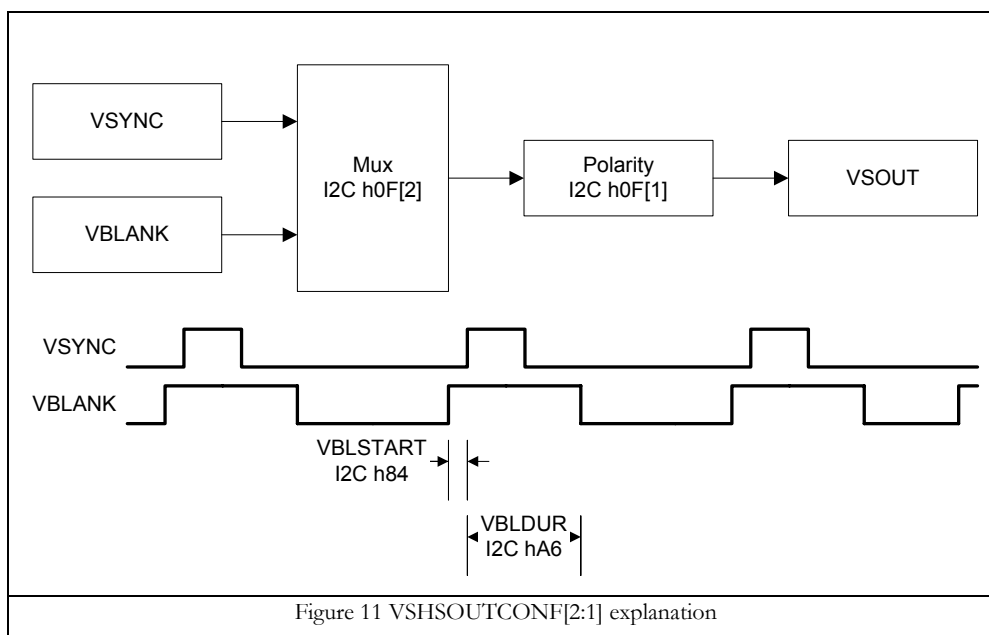 VSYNC
VBLANK
Mux
I2C h0F[2]
Polarity
I2C h0F[1]
VSOUT
VSYNC
VBLANK
VBLSTART
I2C h84
VBLDUR
I2C hA6
Figure 11 VSHSOUTCONF[2:1] explanation